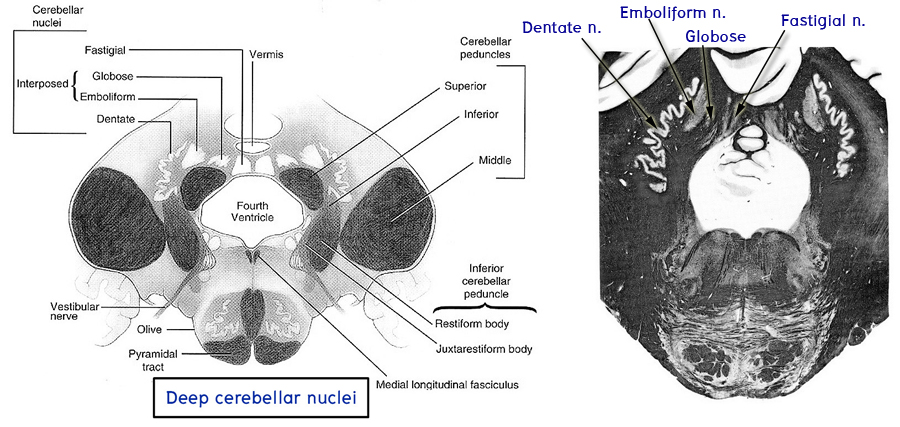 Cerebellar
nuclei
Fastigial
Vermis
Interposed
Globose
Emboliform
Dentate
Cerebellar
peduncles
Superior
Inferior
Middle
Fourth
Ventricle
Inferior
cerebellar
peduncle
Vestibular
nerve
Olive
Pyramidal
tract
Restiform body
Juxtarestiform body
Medial longitudinal fasciculus
Deep cerebellar nuclei
Dentate n.
Emboliform n.
Globose
Fastigial n.